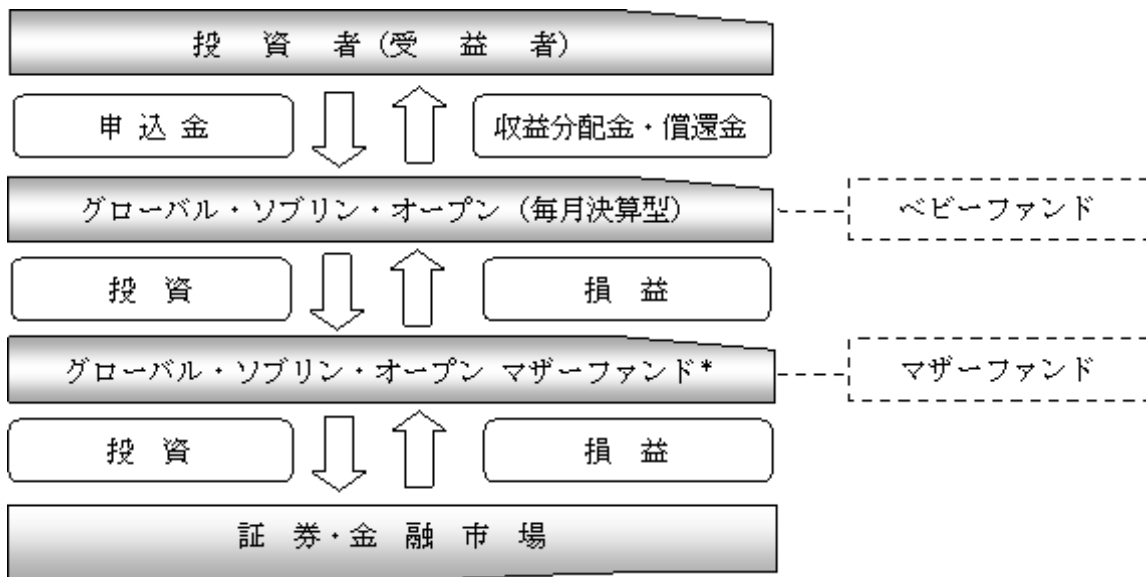 投資者(受益者)
申込金
収益分配金・償還金
グローバル・ソブリン・オープン(毎月決算型)
ベビーファンド
投資
損益
グローバル・ソブリン・オープン マザーファンド*
マザーファンド
投資
損益
証券・金融市場